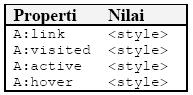 Properti Nilai
A:link <style>
A:visited <style>
A:active <style>
A:hover <style>